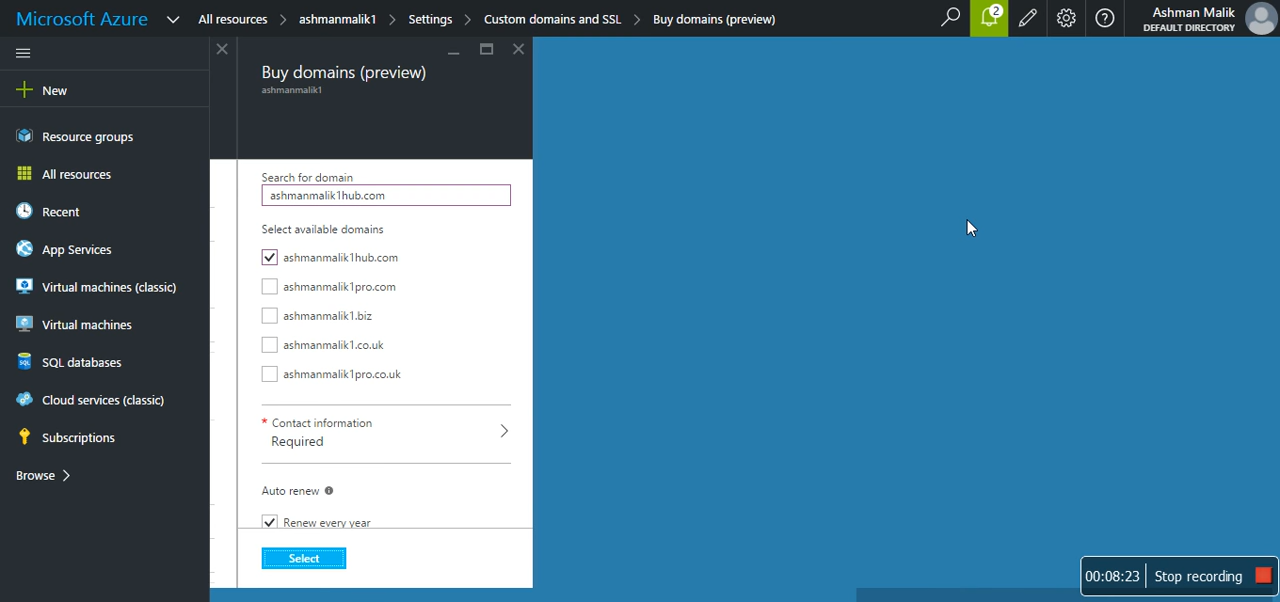 Microsoft Azure All resources ashmanmalik1 Settings Custom domains and SSL Buy domains (preview) 2 Ashman Malik
DEFAULT DIRECTORY
New
Resource groups
All resources
Recent
App Services
Virtual machines (classic)
Virtual machines
SQL databases
Cloud services (classic)
Subscriptions
Browse
Buy domains (preview)
ashmanmalik1
Search for domain
ashmanmalik1hub.com
Select available domains
ashmanmalik1hub.com
ashmanmalik1pro.com
ashmanmalik1.biz
ashmanmalik1.co.uk
ashmanmalik1pro.co.uk
* Contact information
Required
Auto renew
Renew every year
Select
00:08:23 Stop recording